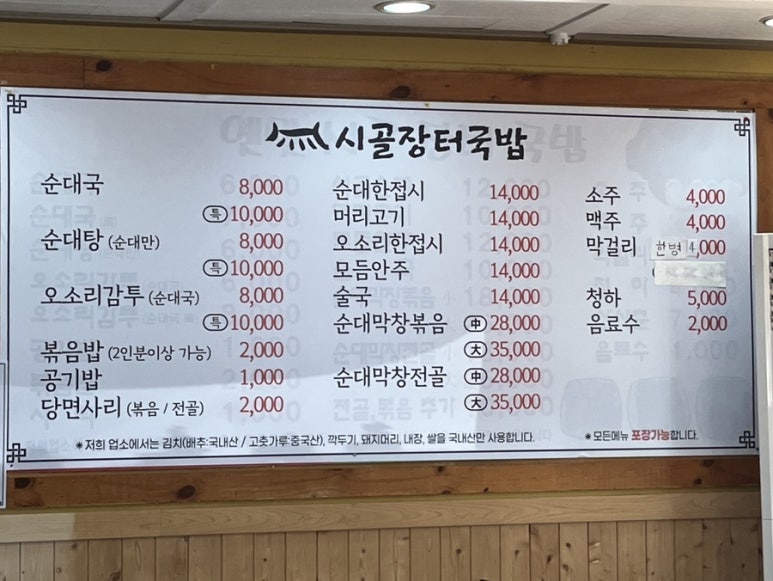 시골장터국밥
순대국 8,000
특 10,000
순대탕 (순대만) 8,000
특 10,000
오소리감투 (순대국) 8,000
특 10,000
볶음밥 (2인분이상 가능) 2,000
공기밥 1,000
당면사리 (볶음 / 전골) 2,000
순대한접시 14,000
머리고기 14,000
오소리한접시 14,000
모듬안주 14,000
술국 14,000
순대막창볶음 中 28,000
大 35,000
순대막창전골 中 28,000
大 35,000
소주 4,000
맥주 4,000
막걸리 한병 4,000
청하 5,000
음료수 2,000
*저희 업소에서는 김치(배추:국내산 / 고춧가루:중국산), 깍두기, 돼지머리, 내장, 쌀을 국내산만 사용합니다.
*모든메뉴 포장가능합니다.